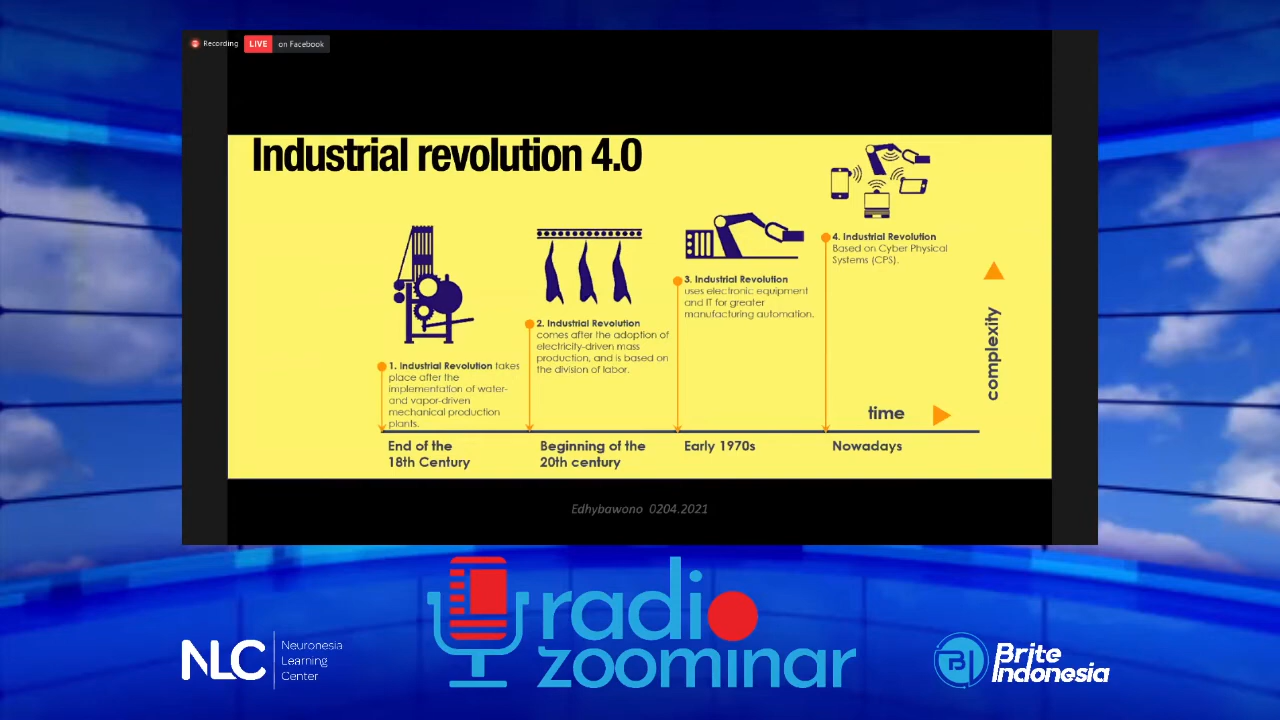 Recording
LIVE on Facebook
Industrial revolution 4.0
4. Industrial Revolution
Based on Cyber Physical
Systems (CPS).
3. Industrial Revolution
uses electronic equipment
and IT for greater
manufacturing automation.
2. Industrial Revolution
comes after the adoption of
electricity-driven mass
production, and is based on
the division of labor.
1. Industrial Revolution takes
place after the
implementation of water-
and vapor-driven
mechanical production
plants.
complexity
time
End of the
18th Century
Beginning of the
20th century
Early 1970s
Nowadays
Edhybawono 0204.2021
radio
zoominar
NLC
Neuronesia
Learning
Center
BI
Brite
Indonesia